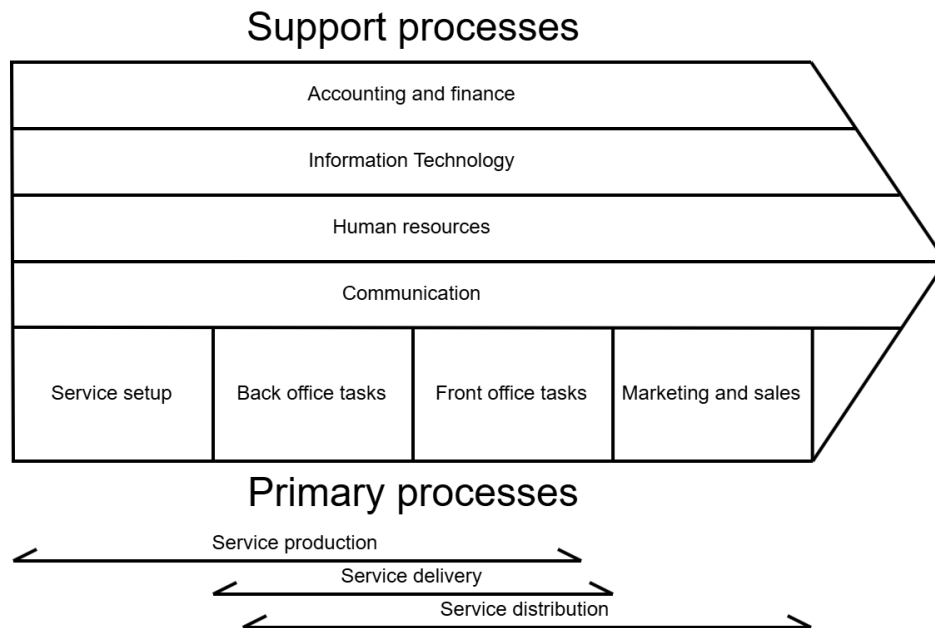 Support processes
Accounting and finance
Information Technology
Human resources
Communication
Service setup
Back office tasks
Front office tasks
Marketing and sales
Primary processes
Service production
Service delivery
Service distribution